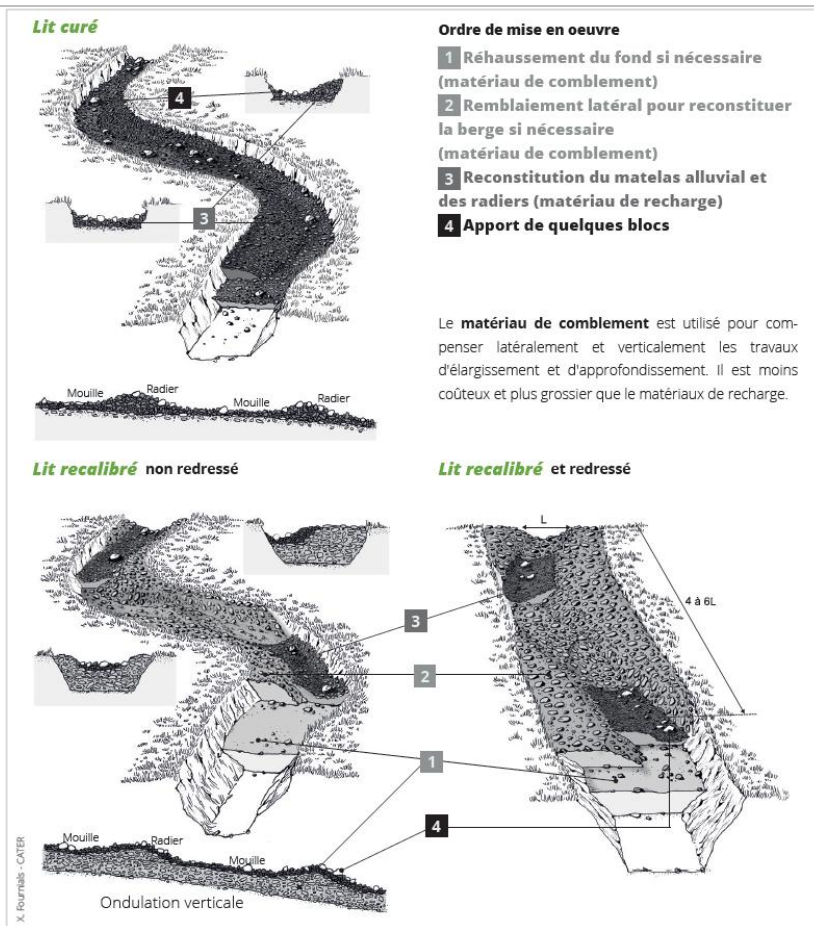 Lit curé
4
3
Mouille
Radier
Mouille
Radier
Ordre de mise en oeuvre
1 Réhaussement du fond si nécessaire
(matériau de comblement)
2 Remblaiement latéral pour reconstituer
la berge si nécessaire
(matériau de comblement)
3 Reconstitution du matelas alluvial et
des radiers (matériau de recharge)
4 Apport de quelques blocs
Le matériau de comblement est utilisé pour com-
penser latéralement et verticalement les travaux
d'élargissement et d'approfondissement. Il est moins
coûteux et plus grossier que le matériaux de recharge.
Lit recalibré non redressé
Lit recalibré et redressé
L
4 à 6L
3
2
1
4
Mouille
Radier
Mouille
Radier
Ondulation verticale
X. Fournials - CATER